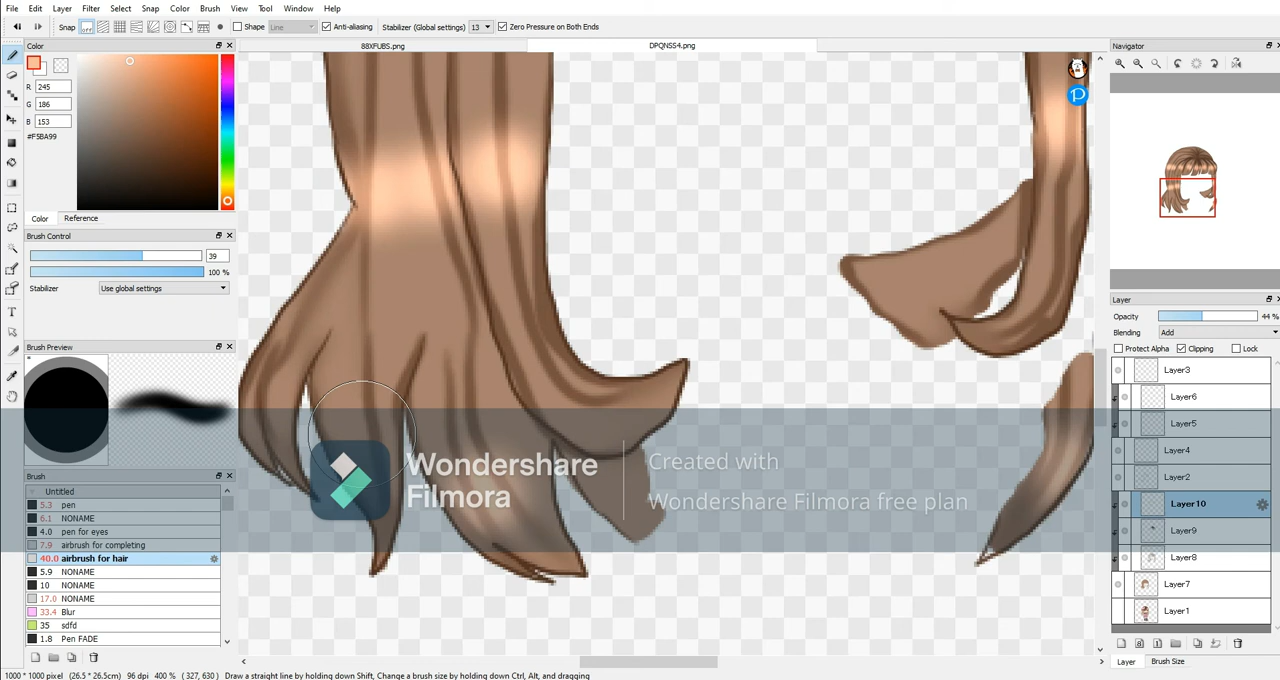 File Edit Layer Filter Select Snap Color Brush View Tool Window Help
Snap off Shape Line Anti-aliasing Stabilizer (Global settings) 13 Zero Pressure on Both Ends
Color
88XFUBS.png DPQNSS4.png
Navigator
R 245
G 186
B 153
#F5BA99
Color Reference
Brush Control
39
100 %
Stabilizer Use global settings
Brush Preview
Brush
Untitled
5.3 pen
6.1 NONAME
4.0 pen for eyes
7.9 airbrush for completing
40.0 airbrush for hair
5.9 NONAME
10 NONAME
17.0 NONAME
33.4 Blur
35 sdfd
1.8 Pen FADE
Wondershare
Filmora
Created with
Wondershare Filmora free plan
Layer
Opacity 44 %
Blending Add
Protect Alpha Clipping Lock
Layer3
Layer6
Layer5
Layer4
Layer2
Layer10
Layer9
Layer8
Layer7
Layer1
Layer Brush Size
1000 * 1000 pixel (26.5 * 26.5cm) 96 dpi 400 % ( 327, 630 ) Draw a straight line by holding down Shift, Change a brush size by holding down Ctrl, Alt, and dragging